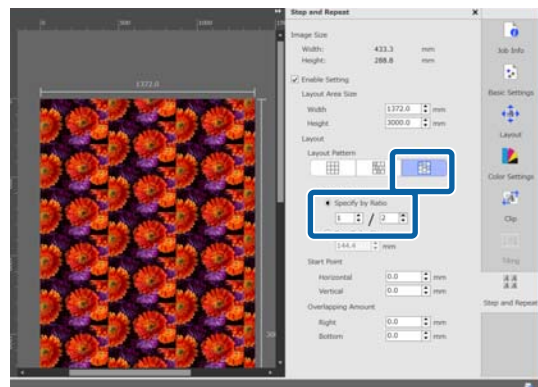 Step and Repeat
Image Size
Width: 433.3 mm
Height: 288.8 mm
Enable Setting
Layout Area Size
Width 1372.0 mm
Height 3000.0 mm
Layout
Layout Pattern
Specify by Ratio
1 / 2
144.4 mm
Start Point
Horizontal 0.0 mm
Vertical 0.0 mm
Overlapping Amount
Right 0.0 mm
Bottom 0.0 mm
Job Info
Basic Settings
Layout
Color Settings
Clip
Tiling
Step and Repeat
0 500 1000
1372.0